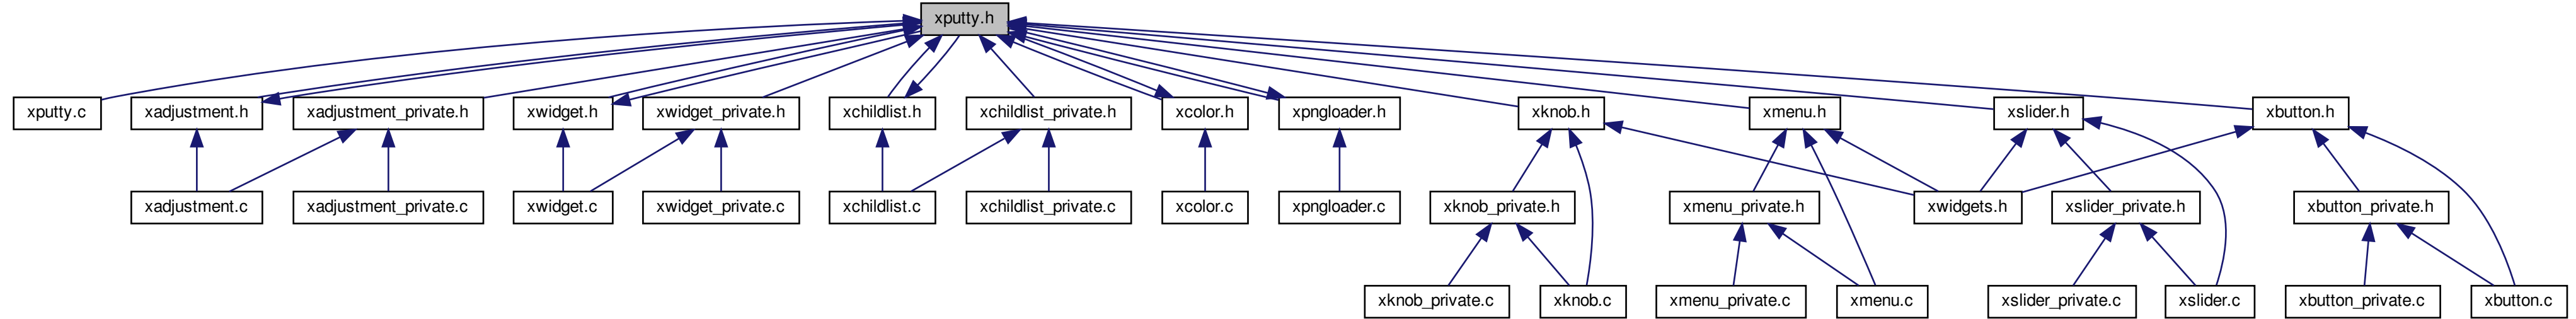 xputty.h
xputty.c
xadjustment.h
xadjustment_private.h
xwidget.h
xwidget_private.h
xchildlist.h
xchildlist_private.h
xcolor.h
xpngloader.h
xknob.h
xmenu.h
xslider.h
xbutton.h
xadjustment.c
xadjustment_private.c
xwidget.c
xwidget_private.c
xchildlist.c
xchildlist_private.c
xcolor.c
xpngloader.c
xknob_private.h
xmenu_private.h
xwidgets.h
xslider_private.h
xbutton_private.h
xknob_private.c
xknob.c
xmenu_private.c
xmenu.c
xslider_private.c
xslider.c
xbutton_private.c
xbutton.c